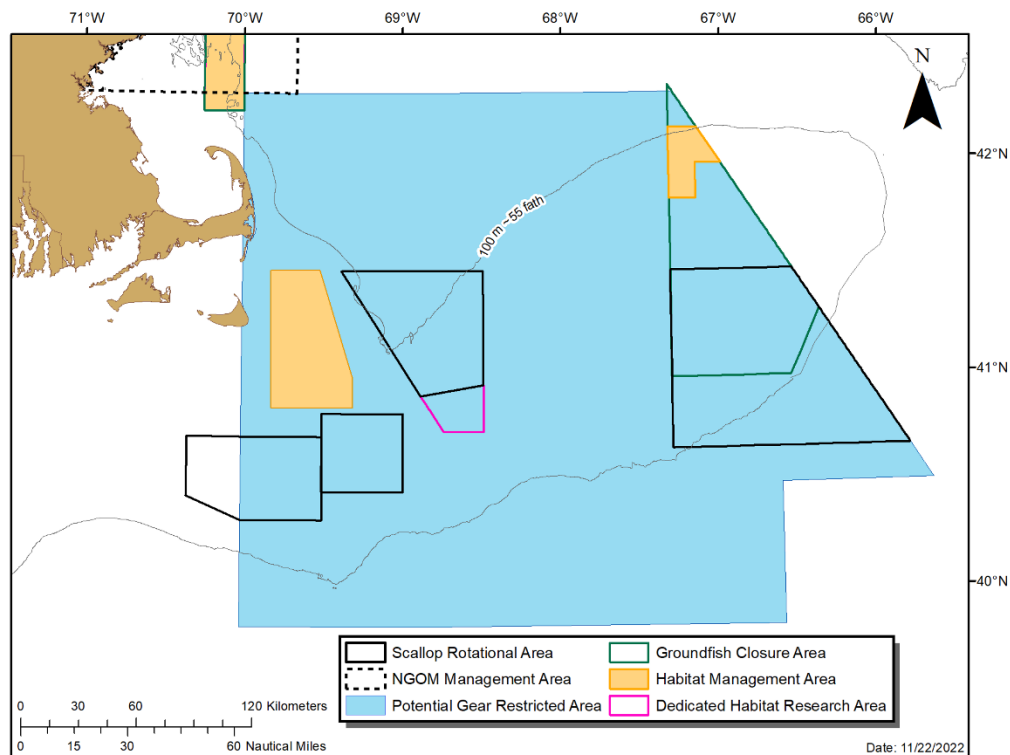 71°W 70°W 69°W 68°W 67°W 66°W
N
42°N
100 m ~55 fath
41°N
40°N
Scallop Rotational Area
NGOM Management Area
Potential Gear Restricted Area
Groundfish Closure Area
Habitat Management Area
Dedicated Habitat Research Area
0 30 60 120 Kilometers
0 15 30 60 Nautical Miles
Date: 11/22/2022